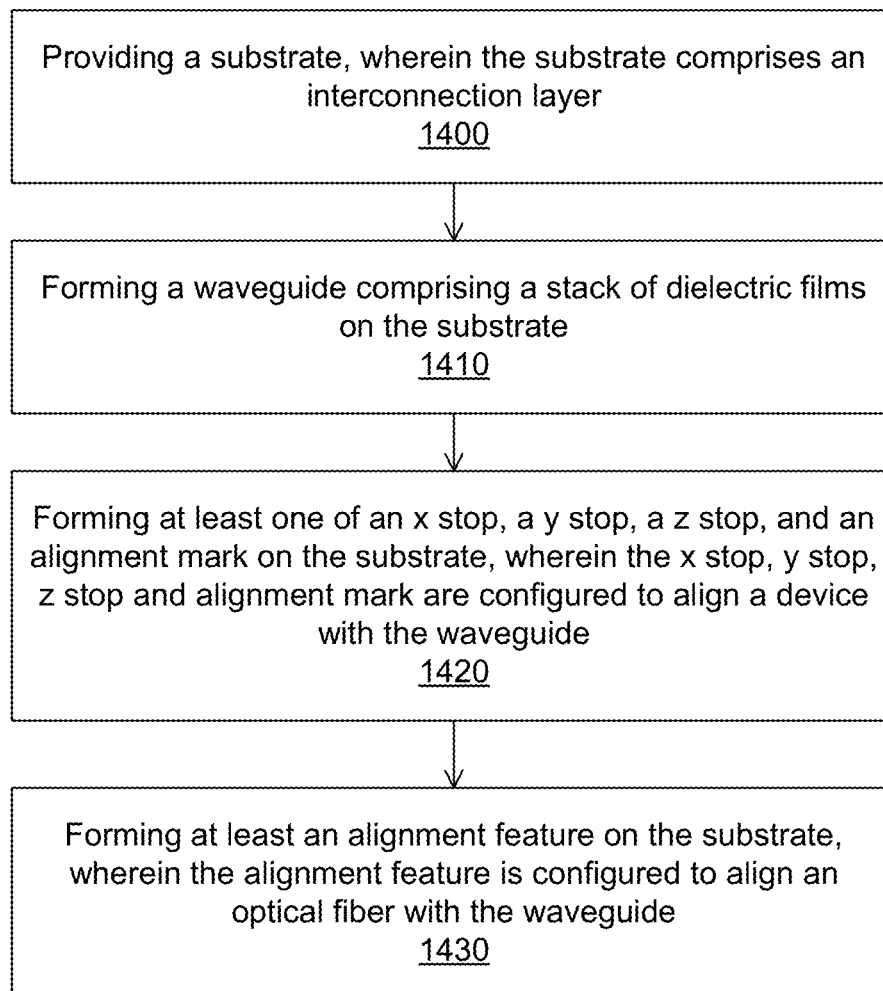 Providing a substrate, wherein the substrate comprises an
interconnection layer
1400
Forming a waveguide comprising a stack of dielectric films
on the substrate
1410
Forming at least one of an x stop, a y stop, a z stop, and an
alignment mark on the substrate, wherein the x stop, y stop,
z stop and alignment mark are configured to align a device
with the waveguide
1420
Forming at least an alignment feature on the substrate,
wherein the alignment feature is configured to align an
optical fiber with the waveguide
1430